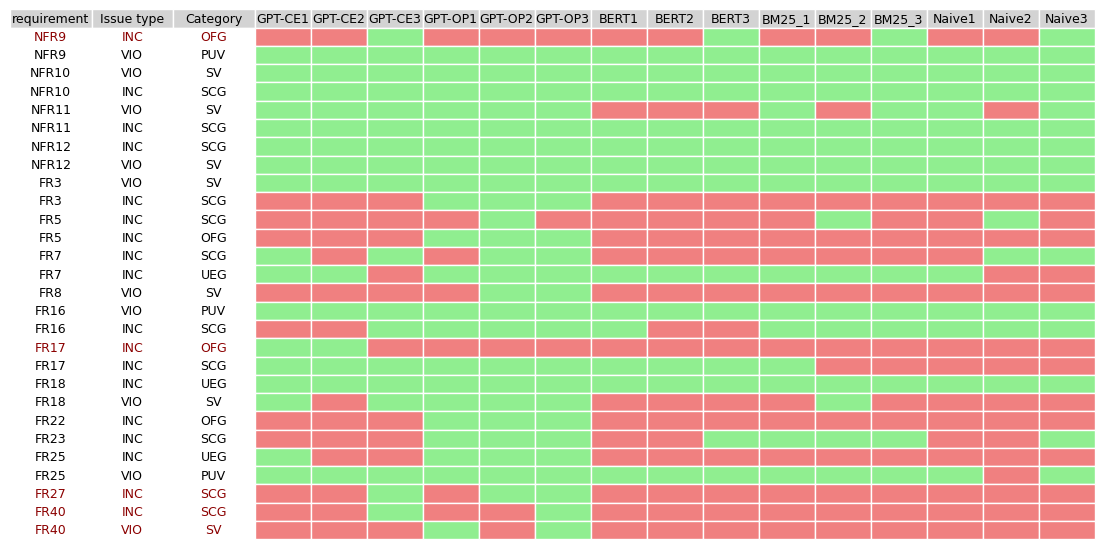 requirement Issue type Category GPT-CE1 GPT-CE2 GPT-CE3 GPT-OP1 GPT-OP2 GPT-OP3 BERT1 BERT2 BERT3 BM25_1 BM25_2 BM25_3 Naive1 Naive2 Naive3
NFR9 INC OFG
NFR9 VIO PUV
NFR10 VIO SV
NFR10 INC SCG
NFR11 VIO SV
NFR11 INC SCG
NFR12 INC SCG
NFR12 VIO SV
FR3 VIO SV
FR3 INC SCG
FR5 INC SCG
FR5 INC OFG
FR7 INC SCG
FR7 INC UEG
FR8 VIO SV
FR16 VIO PUV
FR16 INC SCG
FR17 INC OFG
FR17 INC SCG
FR18 INC UEG
FR18 VIO SV
FR22 INC OFG
FR23 INC SCG
FR25 INC UEG
FR25 VIO PUV
FR27 INC SCG
FR40 INC SCG
FR40 VIO SV